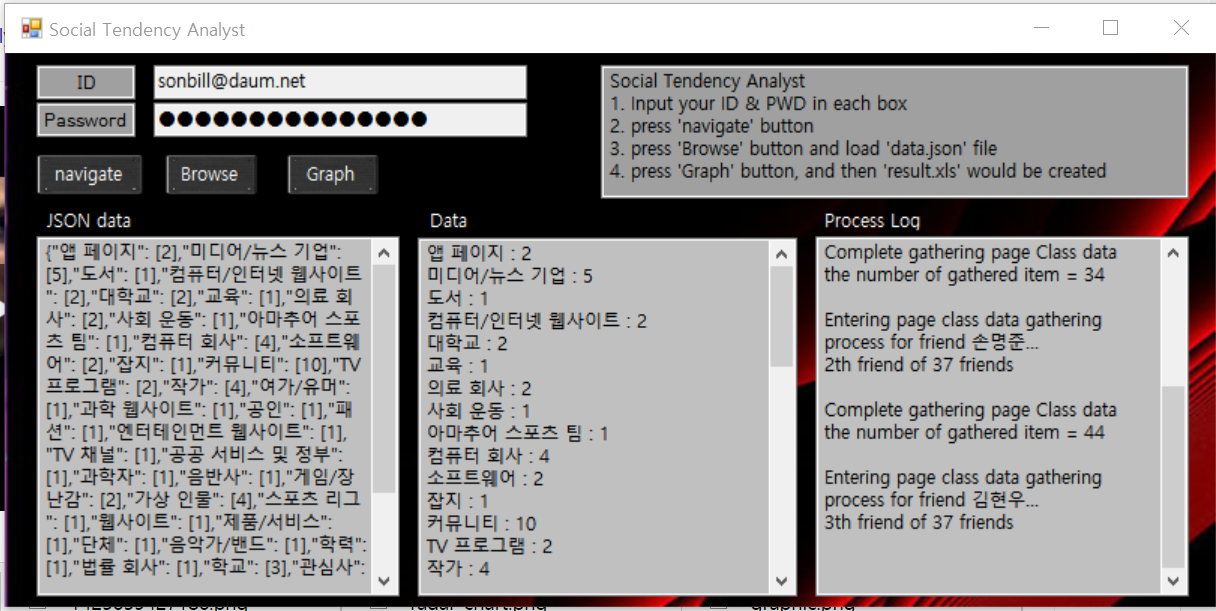 Social Tendency Analyst
ID
sonbill@daum.net
Password
●●●●●●●●●●●●●●●
navigate
Browse
Graph
Social Tendency Analyst
1. Input your ID & PWD in each box
2. press 'navigate' button
3. press 'Browse' button and load 'data.json' file
4. press 'Graph' button, and then 'result.xls' would be created
JSON data
{"앱 페이지": [2],"미디어/뉴스 기업":
[5],"도서": [1],"컴퓨터/인터넷 웹사이트
": [2],"대학교": [2],"교육": [1],"의료 회
사": [2],"사회 운동": [1],"아마추어 스포
츠 팀": [1],"컴퓨터 회사": [4],"소프트웨
어": [2],"잡지": [1],"커뮤니티": [10],"TV
프로그램": [2],"작가": [4],"여가/유머":
[1],"과학 웹사이트": [1],"공인": [1],"패
션": [1],"엔터테인먼트 웹사이트": [1],
"TV 채널": [1],"공공 서비스 및 정부":
[1],"과학자": [1],"음반사": [1],"게임/장
난감": [2],"가상 인물": [4],"스포츠 리그
": [1],"웹사이트": [1],"제품/서비스":
[1],"단체": [1],"음악가/밴드": [1],"학력":
[1],"법률 회사": [1],"학교": [3],"관심사":
Data
앱 페이지 : 2
미디어/뉴스 기업 : 5
도서 : 1
컴퓨터/인터넷 웹사이트 : 2
대학교 : 2
교육 : 1
의료 회사 : 2
사회 운동 : 1
아마추어 스포츠 팀 : 1
컴퓨터 회사 : 4
소프트웨어 : 2
잡지 : 1
커뮤니티 : 10
TV 프로그램 : 2
작가 : 4
Process Log
Complete gathering page Class data
the number of gathered item = 34
Entering page class data gathering
process for friend 손명준...
2th friend of 37 friends
Complete gathering page Class data
the number of gathered item = 44
Entering page class data gathering
process for friend 김현우...
3th friend of 37 friends